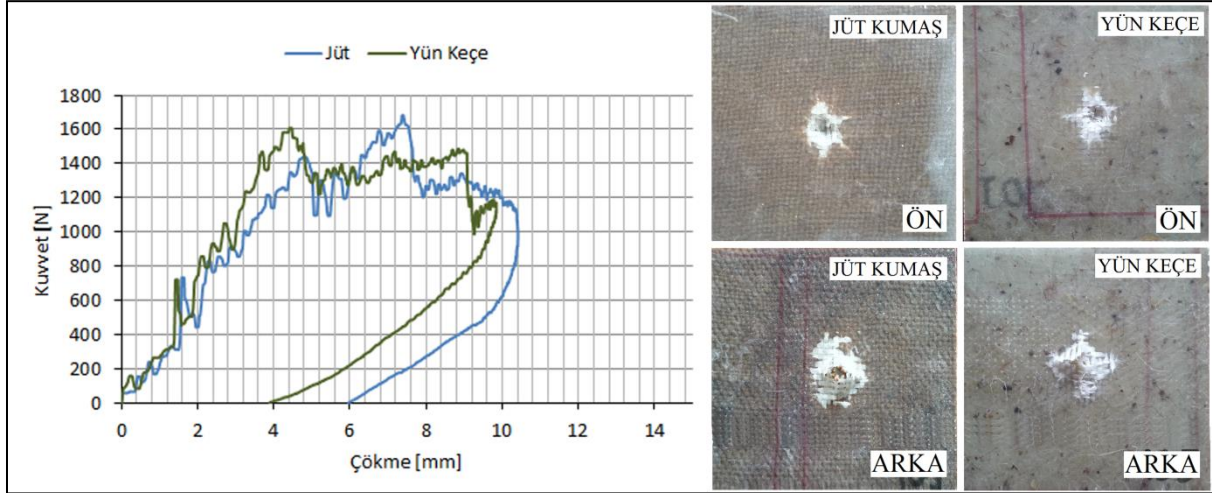 Jüt
Yün Keçe
Kuvvet [N]
1800
1600
1400
1200
1000
800
600
400
200
0
0 2 4 6 8 10 12 14
Çökme [mm]
JÜT KUMAŞ
ÖN
YÜN KEÇE
ÖN
JÜT KUMAŞ
ARKA
YÜN KEÇE
ARKA